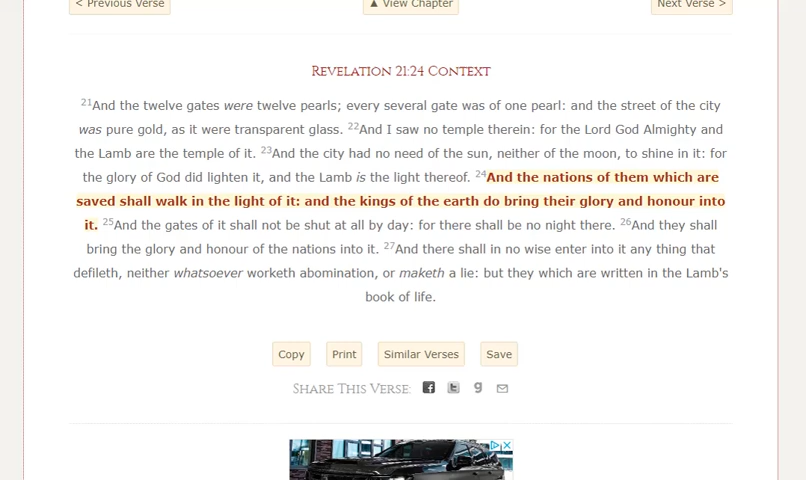 < Previous Verse
▲ View Chapter
Next Verse >
Revelation 21:24 Context
21And the twelve gates were twelve pearls; every several gate was of one pearl: and the street of the city
was pure gold, as it were transparent glass. 22And I saw no temple therein: for the Lord God Almighty and
the Lamb are the temple of it. 23And the city had no need of the sun, neither of the moon, to shine in it: for
the glory of God did lighten it, and the Lamb is the light thereof. 24And the nations of them which are
saved shall walk in the light of it: and the kings of the earth do bring their glory and honour into
it. 25And the gates of it shall not be shut at all by day: for there shall be no night there. 26And they shall
bring the glory and honour of the nations into it. 27And there shall in no wise enter into it any thing that
defileth, neither whatsoever worketh abomination, or maketh a lie: but they which are written in the Lamb's
book of life.
Copy
Print
Similar Verses
Save
Share This Verse: